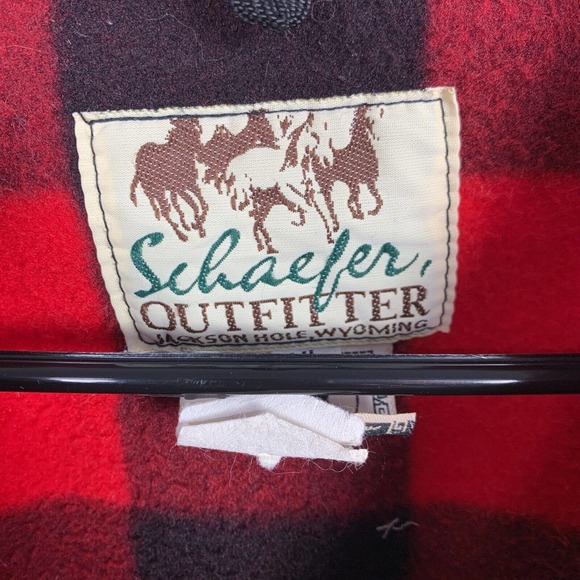 Schaefer,
OUTFITTER
JACKSON HOLE, WYOMING